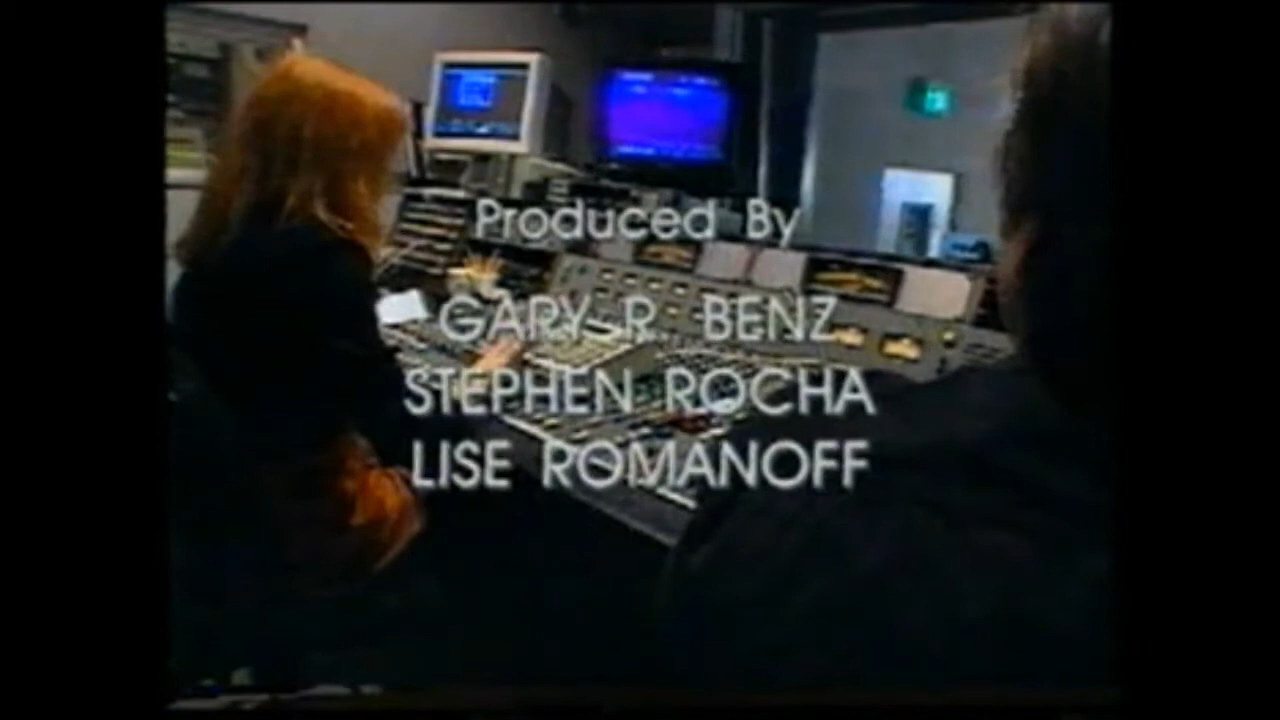 Produced By
GARY R. BENZ
STEPHEN ROCHA
LISE ROMANOFF